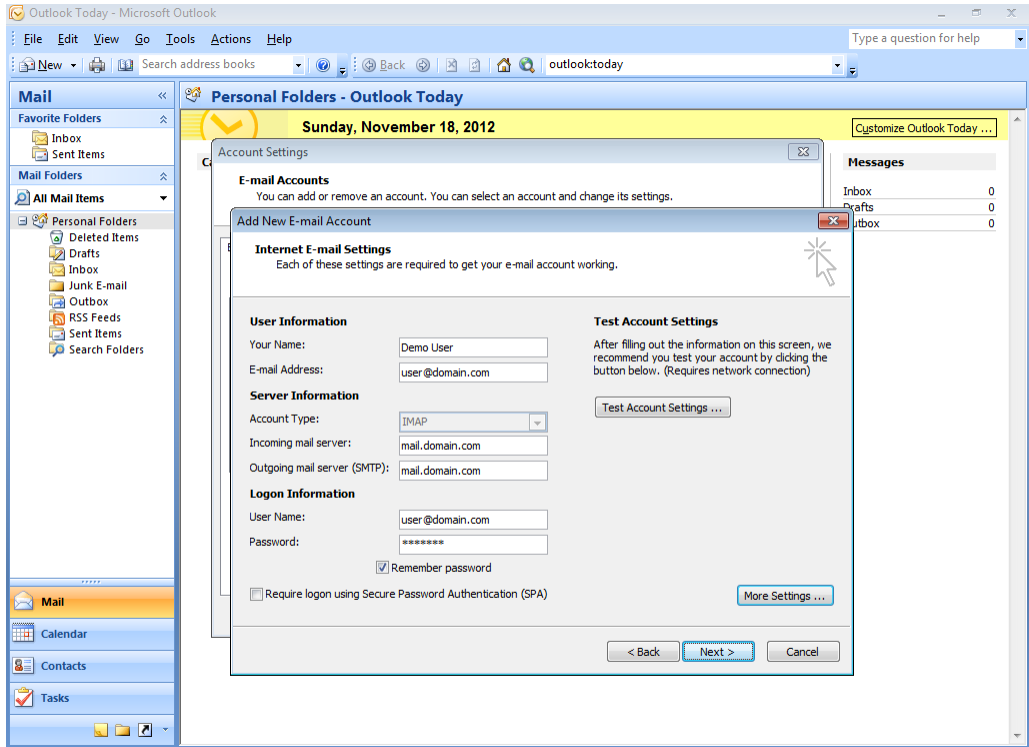 Outlook Today - Microsoft Outlook
File Edit View Go Tools Actions Help
Type a question for help
New
Search address books
Back
outlook:today
Mail «
Personal Folders - Outlook Today
Favorite Folders
Inbox
Sent Items
Mail Folders
All Mail Items
Personal Folders
Deleted Items
Drafts
Inbox
Junk E-mail
Outbox
RSS Feeds
Sent Items
Search Folders
Mail
Calendar
Contacts
Tasks
Sunday, November 18, 2012
Customize Outlook Today ...
Messages
Inbox 0
Drafts 0
utbox 0
Account Settings
E-mail Accounts
You can add or remove an account. You can select an account and change its settings.
Add New E-mail Account
Internet E-mail Settings
Each of these settings are required to get your e-mail account working.
User Information
Your Name: Demo User
E-mail Address: user@domain.com
Server Information
Account Type: IMAP
Incoming mail server: mail.domain.com
Outgoing mail server (SMTP): mail.domain.com
Logon Information
User Name: user@domain.com
Password: *******
Remember password
Require logon using Secure Password Authentication (SPA)
Test Account Settings
After filling out the information on this screen, we
recommend you test your account by clicking the
button below. (Requires network connection)
Test Account Settings ...
More Settings ...
< Back
Next >
Cancel